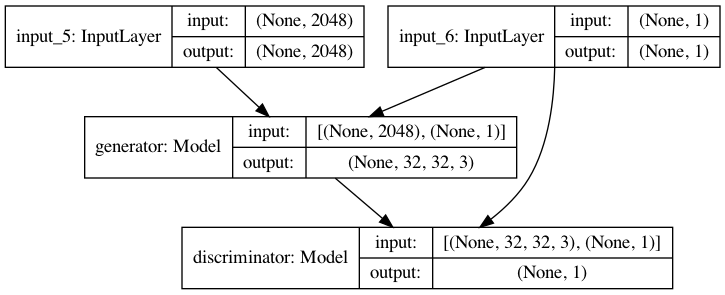 input_5: InputLayer
input: (None, 2048)
output: (None, 2048)
input_6: InputLayer
input: (None, 1)
output: (None, 1)
generator: Model
input: [(None, 2048), (None, 1)]
output: (None, 32, 32, 3)
discriminator: Model
input: [(None, 32, 32, 3), (None, 1)]
output: (None, 1)